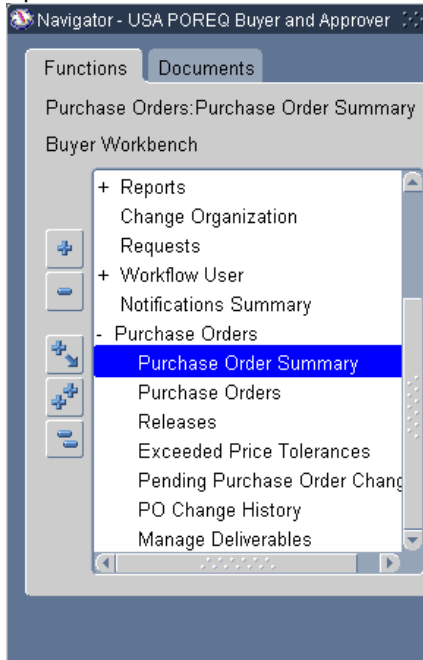 Navigator - USA POREQ Buyer and Approver
Functions Documents
Purchase Orders:Purchase Order Summary
Buyer Workbench
+ Reports
Change Organization
Requests
+ Workflow User
Notifications Summary
- Purchase Orders
Purchase Order Summary
Purchase Orders
Releases
Exceeded Price Tolerances
Pending Purchase Order Chang
PO Change History
Manage Deliverables